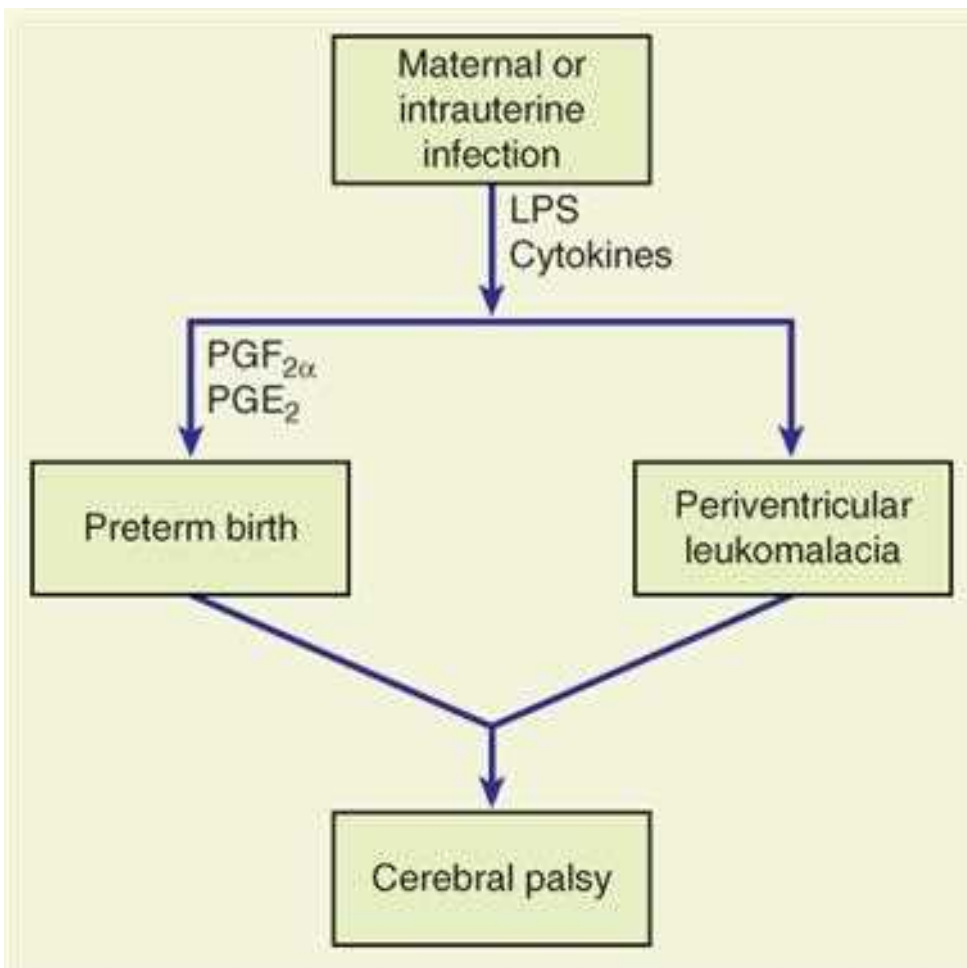 Maternal or
intrauterine
infection
LPS
Cytokines
PGF2α
PGE2
Preterm birth
Periventricular
leukomalacia
Cerebral palsy